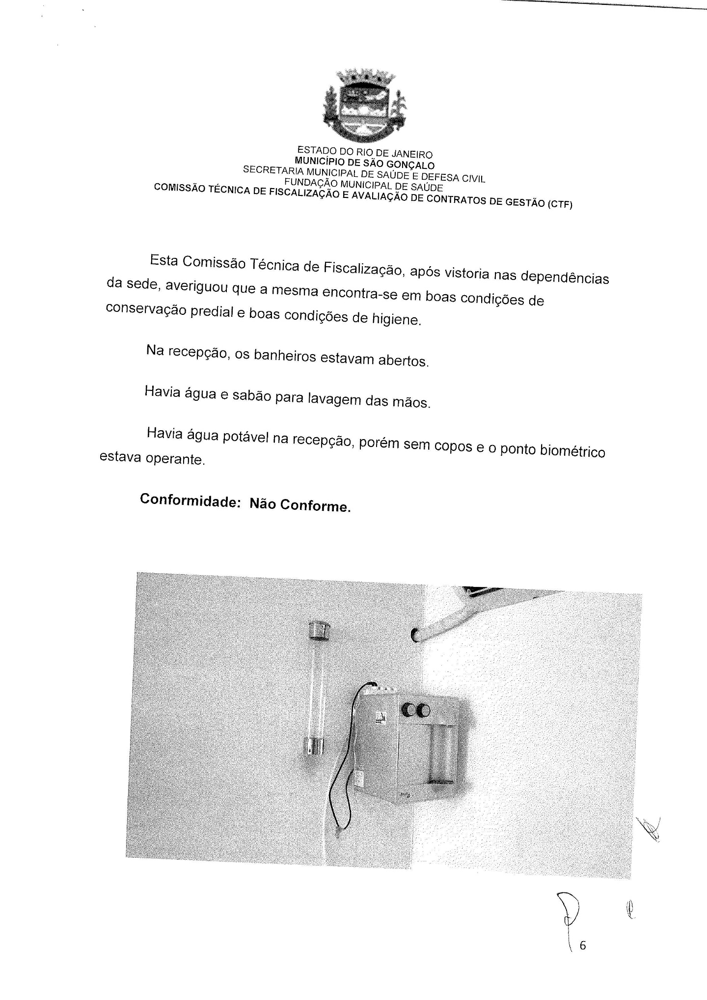 ESTADO DO RIO DE JANEIRO
MUNICÍPIO DE SÃO GONÇALO
SECRETARIA MUNICIPAL DE SAÚDE E DEFESA CIVIL
FUNDAÇÃO MUNICIPAL DE SAÚDE
COMISSÃO TÉCNICA DE FISCALIZAÇÃO E AVALIAÇÃO DE CONTRATOS DE GESTÃO (CTF)
Esta Comissão Técnica de Fiscalização, após vistoria nas dependências
da sede, averiguou que a mesma encontra-se em boas condições de
conservação predial e boas condições de higiene.
Na recepção, os banheiros estavam abertos.
Havia água e sabão para lavagem das mãos.
Havia água potável na recepção, porém sem copos e o ponto biométrico
estava operante.
Conformidade: Não Conforme.
6